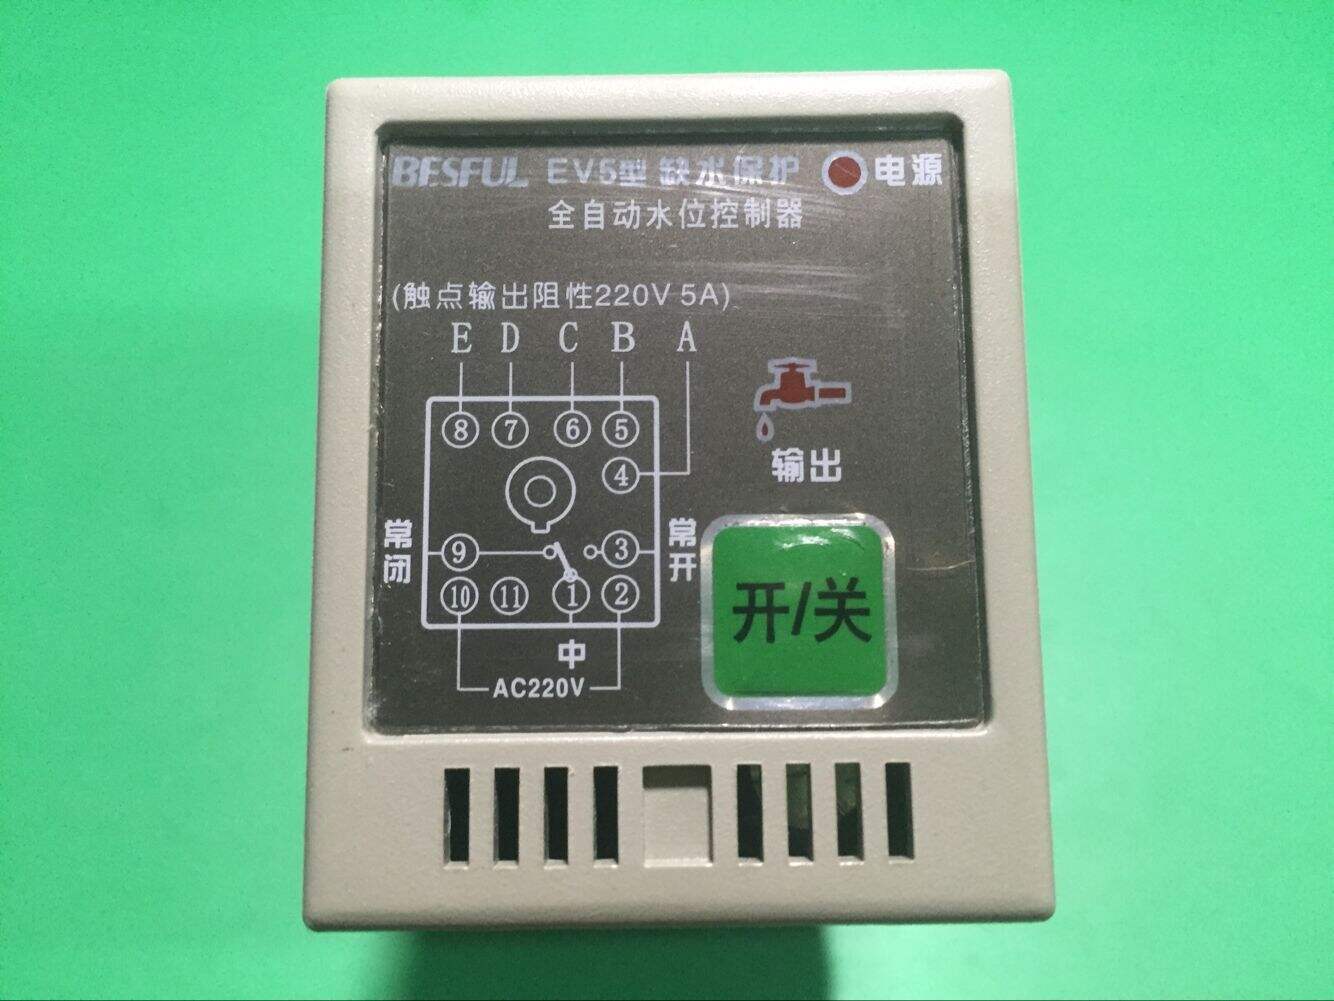 BESFUL EV5型 缺水保护 电源
全自动水位控制器
(触点输出阻性220V 5A)
E D C B A
⑧ ⑦ ⑥ ⑤
④
输出
常闭
常开
⑨ ③
⑩ ⑪ ① ②
开/关
中
AC220V